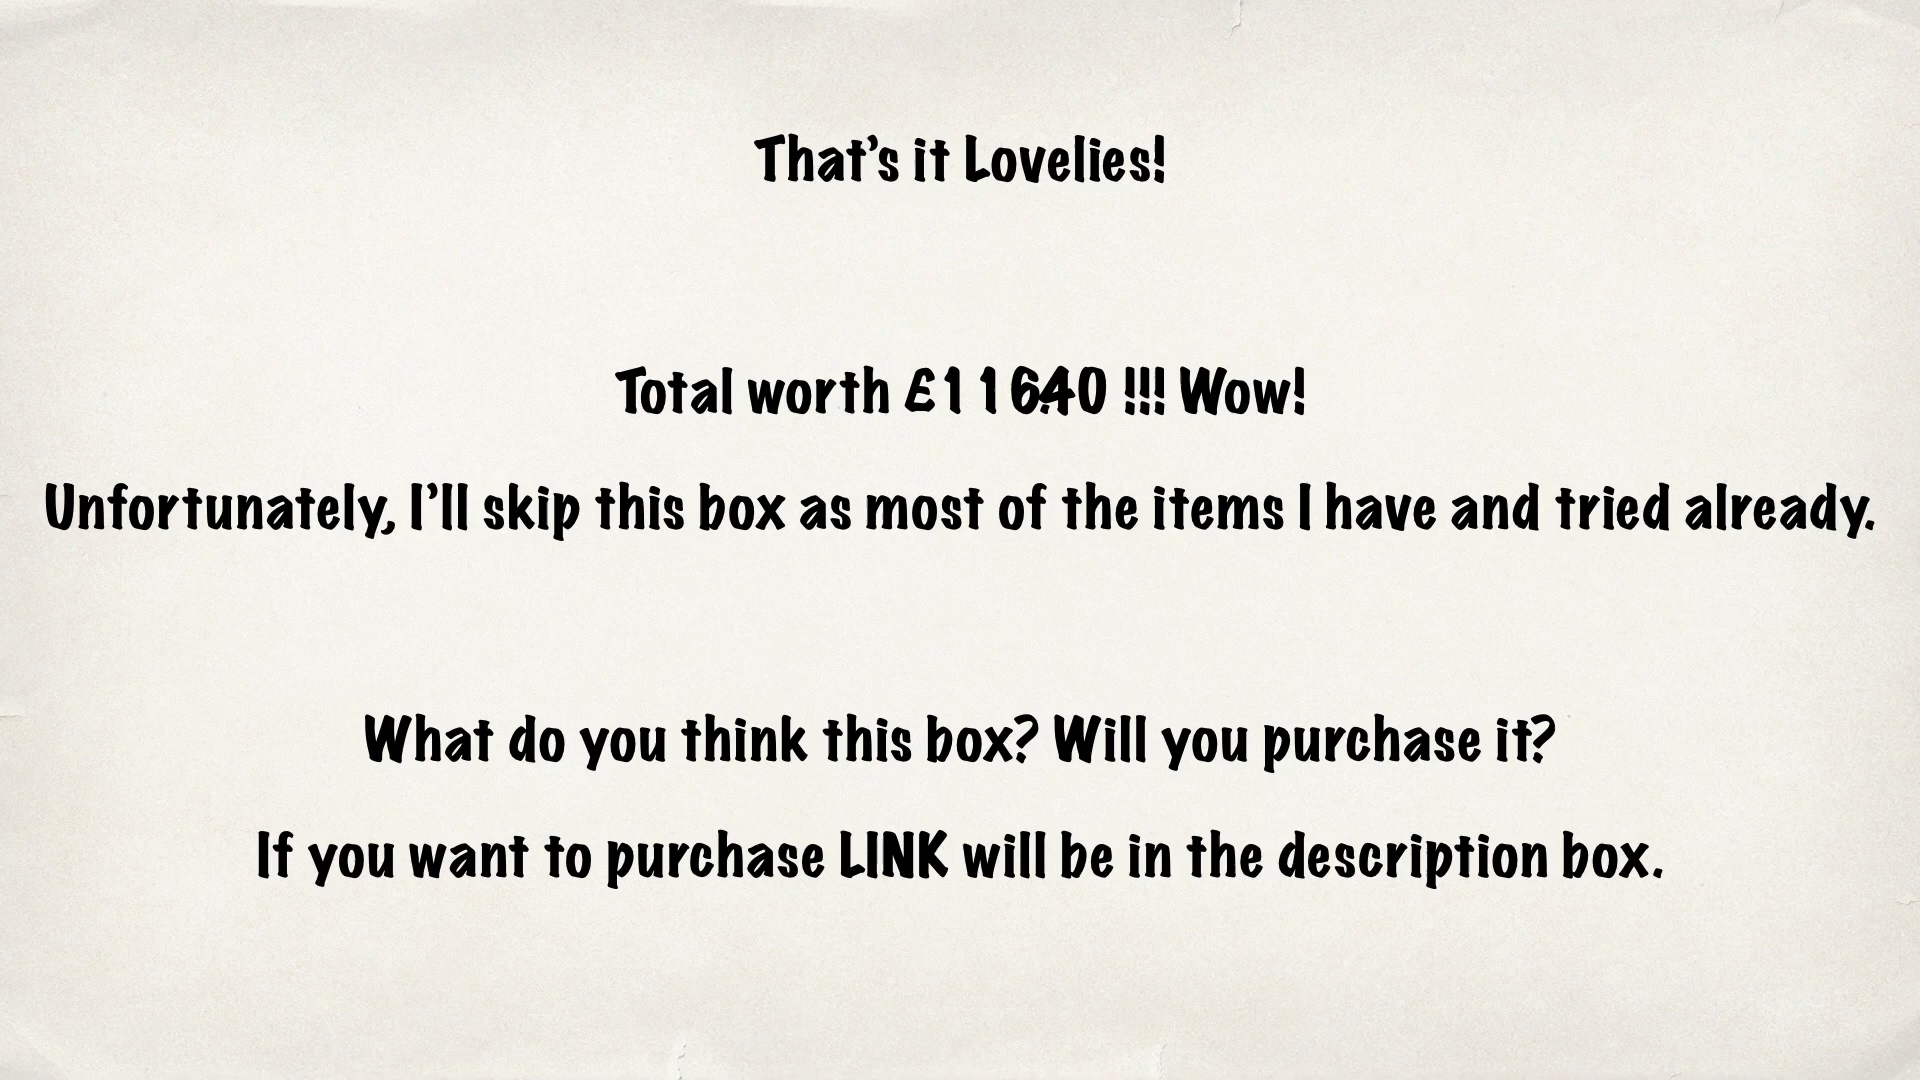 That’s it Lovelies!
Total worth £116.40 !!! Wow!
Unfortunately, I’ll skip this box as most of the items I have and tried already.
What do you think this box? Will you purchase it?
If you want to purchase LINK will be in the description box.